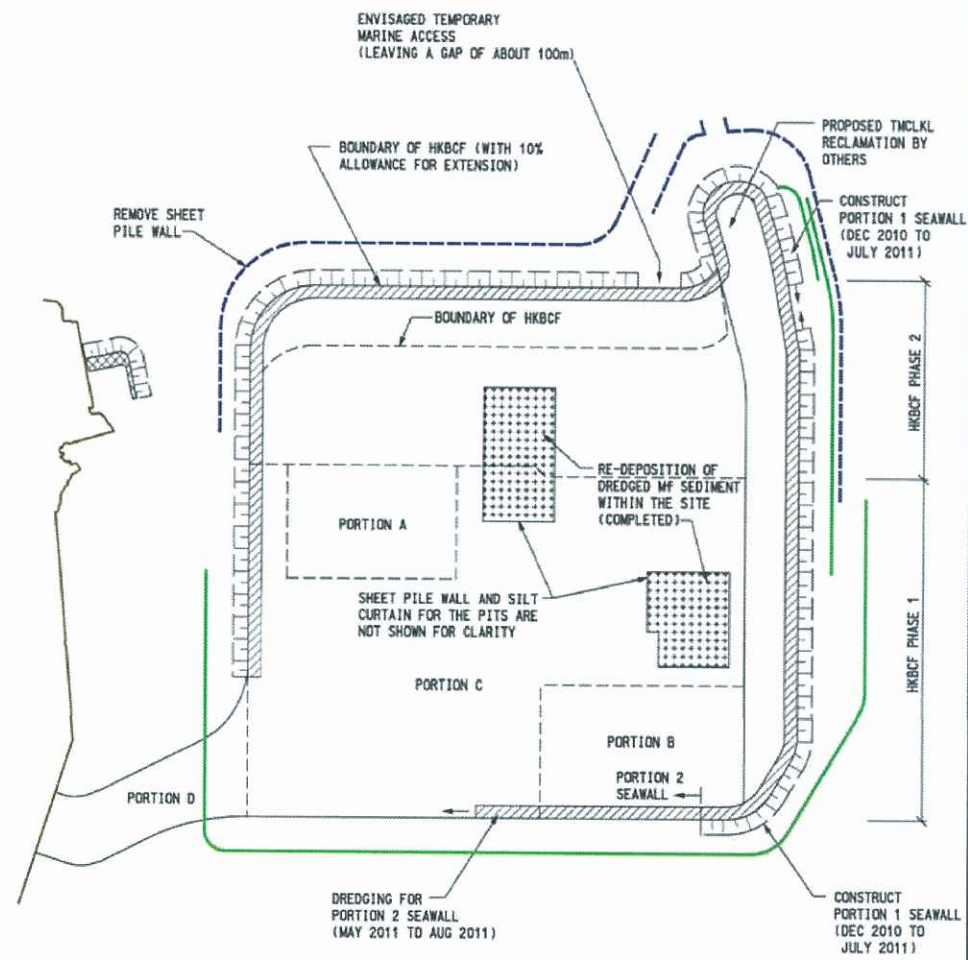 ENVISAGED TEMPORARY
MARINE ACCESS
(LEAVING A GAP OF ABOUT 100m)
PROPOSED TMCLKL
RECLAMATION BY
OTHERS
BOUNDARY OF HKBCF (WITH 10%
ALLOWANCE FOR EXTENSION)
CONSTRUCT
PORTION 1 SEAWALL
(DEC 2010 TO
JULY 2011)
REMOVE SHEET
PILE WALL
BOUNDARY OF HKBCF
HKBCF PHASE 2
RE-DEPOSITION OF
DREDGED Mf SEDIMENT
WITHIN THE SITE
(COMPLETED)
PORTION A
SHEET PILE WALL AND SILT
CURTAIN FOR THE PITS ARE
NOT SHOWN FOR CLARITY
HKBCF PHASE 1
PORTION C
PORTION B
PORTION 2
SEAWALL
PORTION D
DREDGING FOR
PORTION 2 SEAWALL
(MAY 2011 TO AUG 2011)
CONSTRUCT
PORTION 1 SEAWALL
(DEC 2010 TO
JULY 2011)